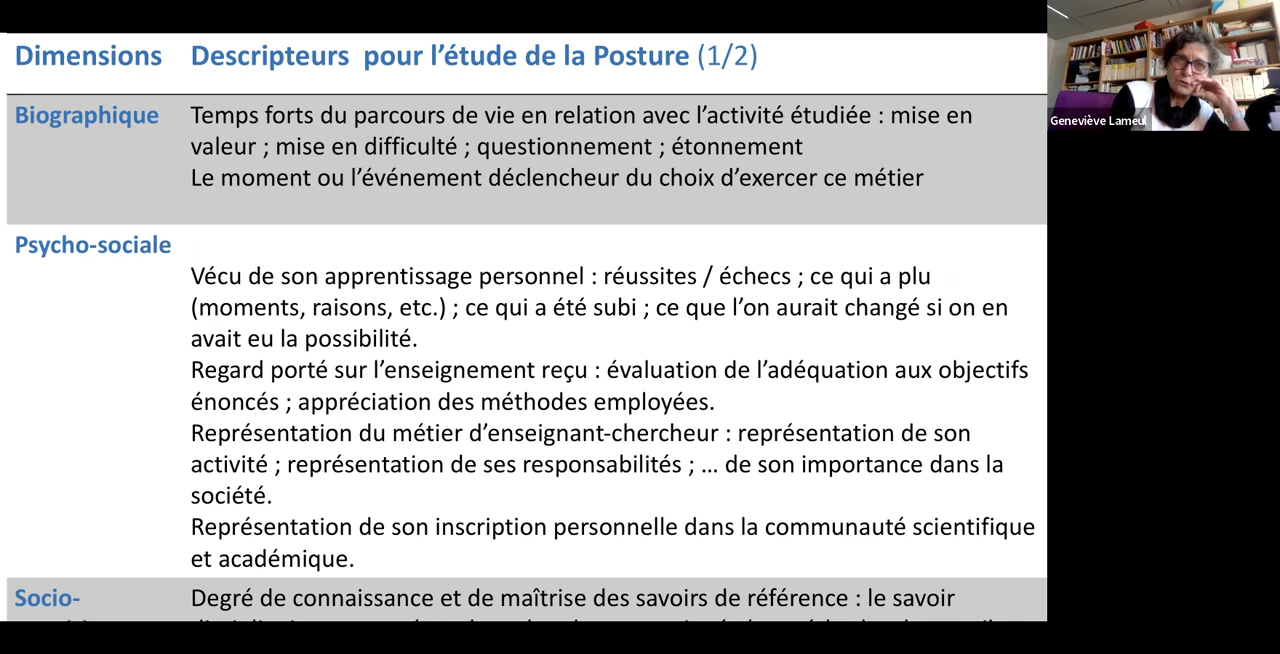 Dimensions Descripteurs pour l’étude de la Posture (1/2)
Biographique Temps forts du parcours de vie en relation avec l’activité étudiée : mise en
valeur ; mise en difficulté ; questionnement ; étonnement
Le moment ou l’événement déclencheur du choix d’exercer ce métier
Psycho-sociale
Vécu de son apprentissage personnel : réussites / échecs ; ce qui a plu
(moments, raisons, etc.) ; ce qui a été subi ; ce que l’on aurait changé si on en
avait eu la possibilité.
Regard porté sur l’enseignement reçu : évaluation de l’adéquation aux objectifs
énoncés ; appréciation des méthodes employées.
Représentation du métier d’enseignant-chercheur : représentation de son
activité ; représentation de ses responsabilités ; … de son importance dans la
société.
Représentation de son inscription personnelle dans la communauté scientifique
et académique.
Socio- Degré de connaissance et de maîtrise des savoirs de référence : le savoir
Geneviève Lameul